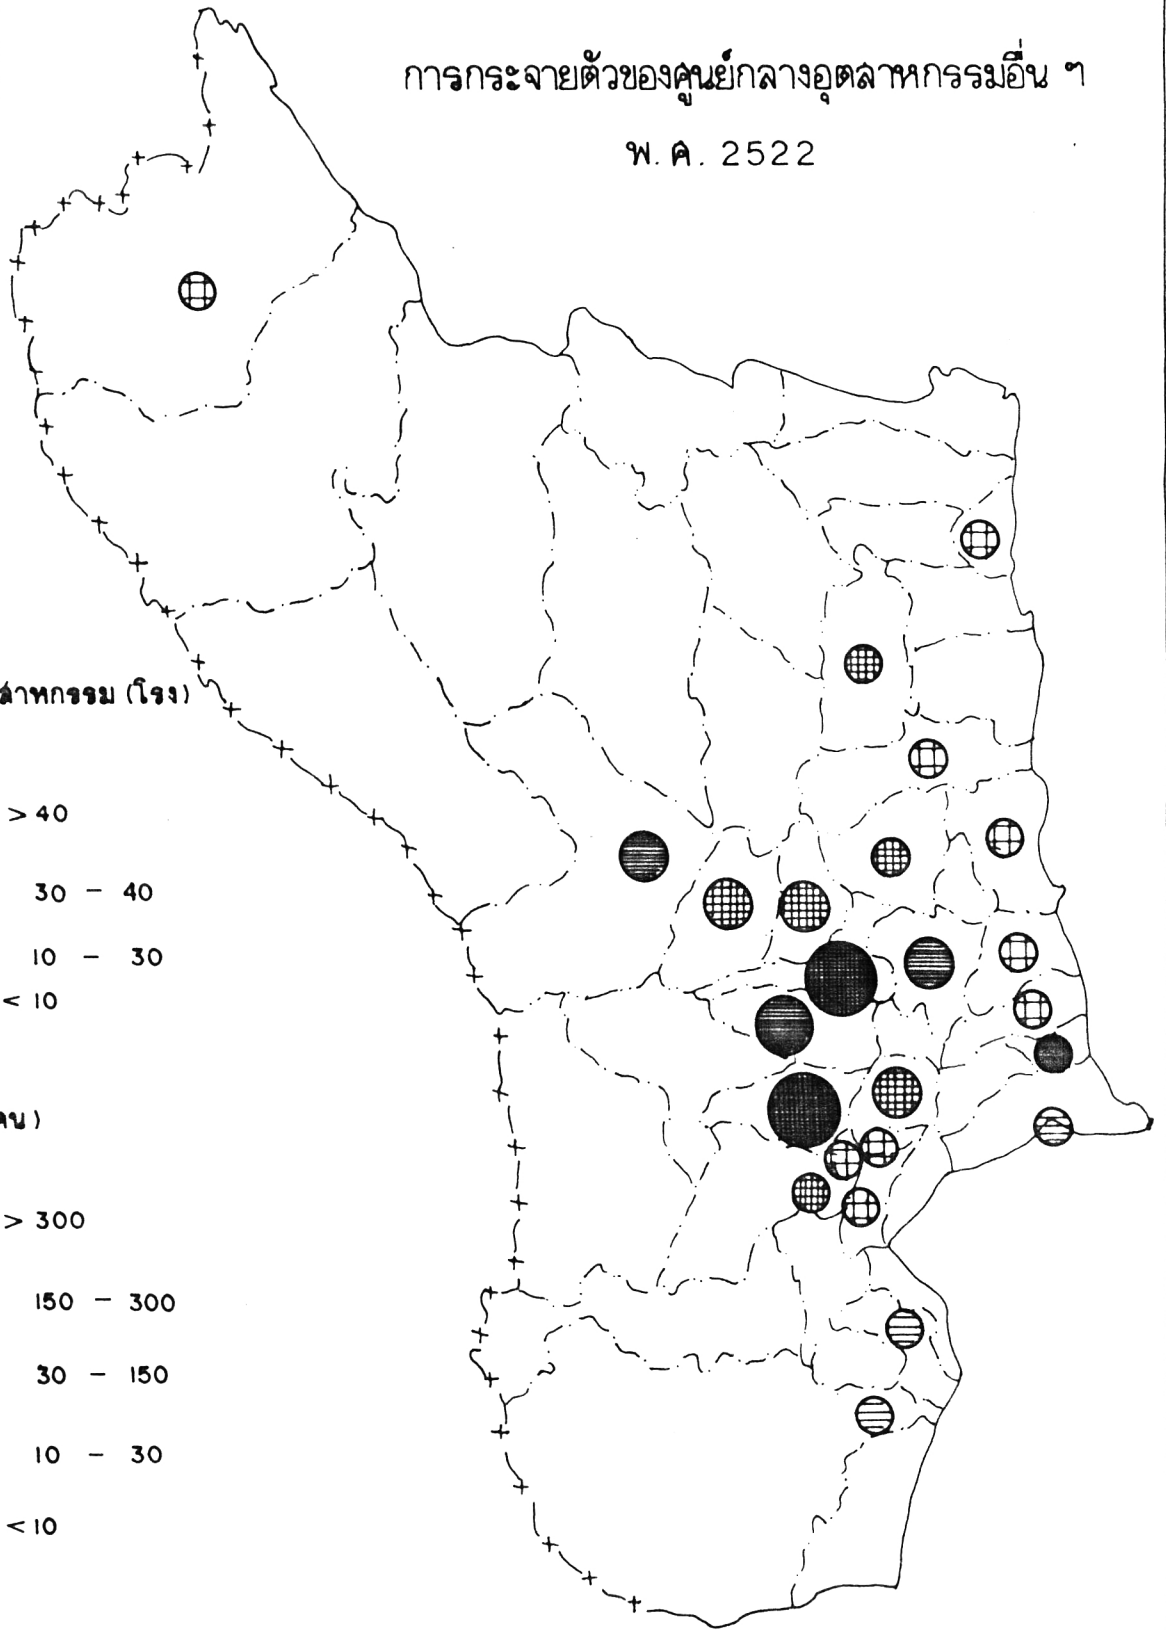 การกระจายตัวของศูนย์กลางอุตสาหกรรมอื่น ๆ
พ.ศ. 2522
สาหกรรม (โรง)
> 40
30 - 40
10 - 30
< 10
คน)
> 300
150 - 300
30 - 150
10 - 30
< 10